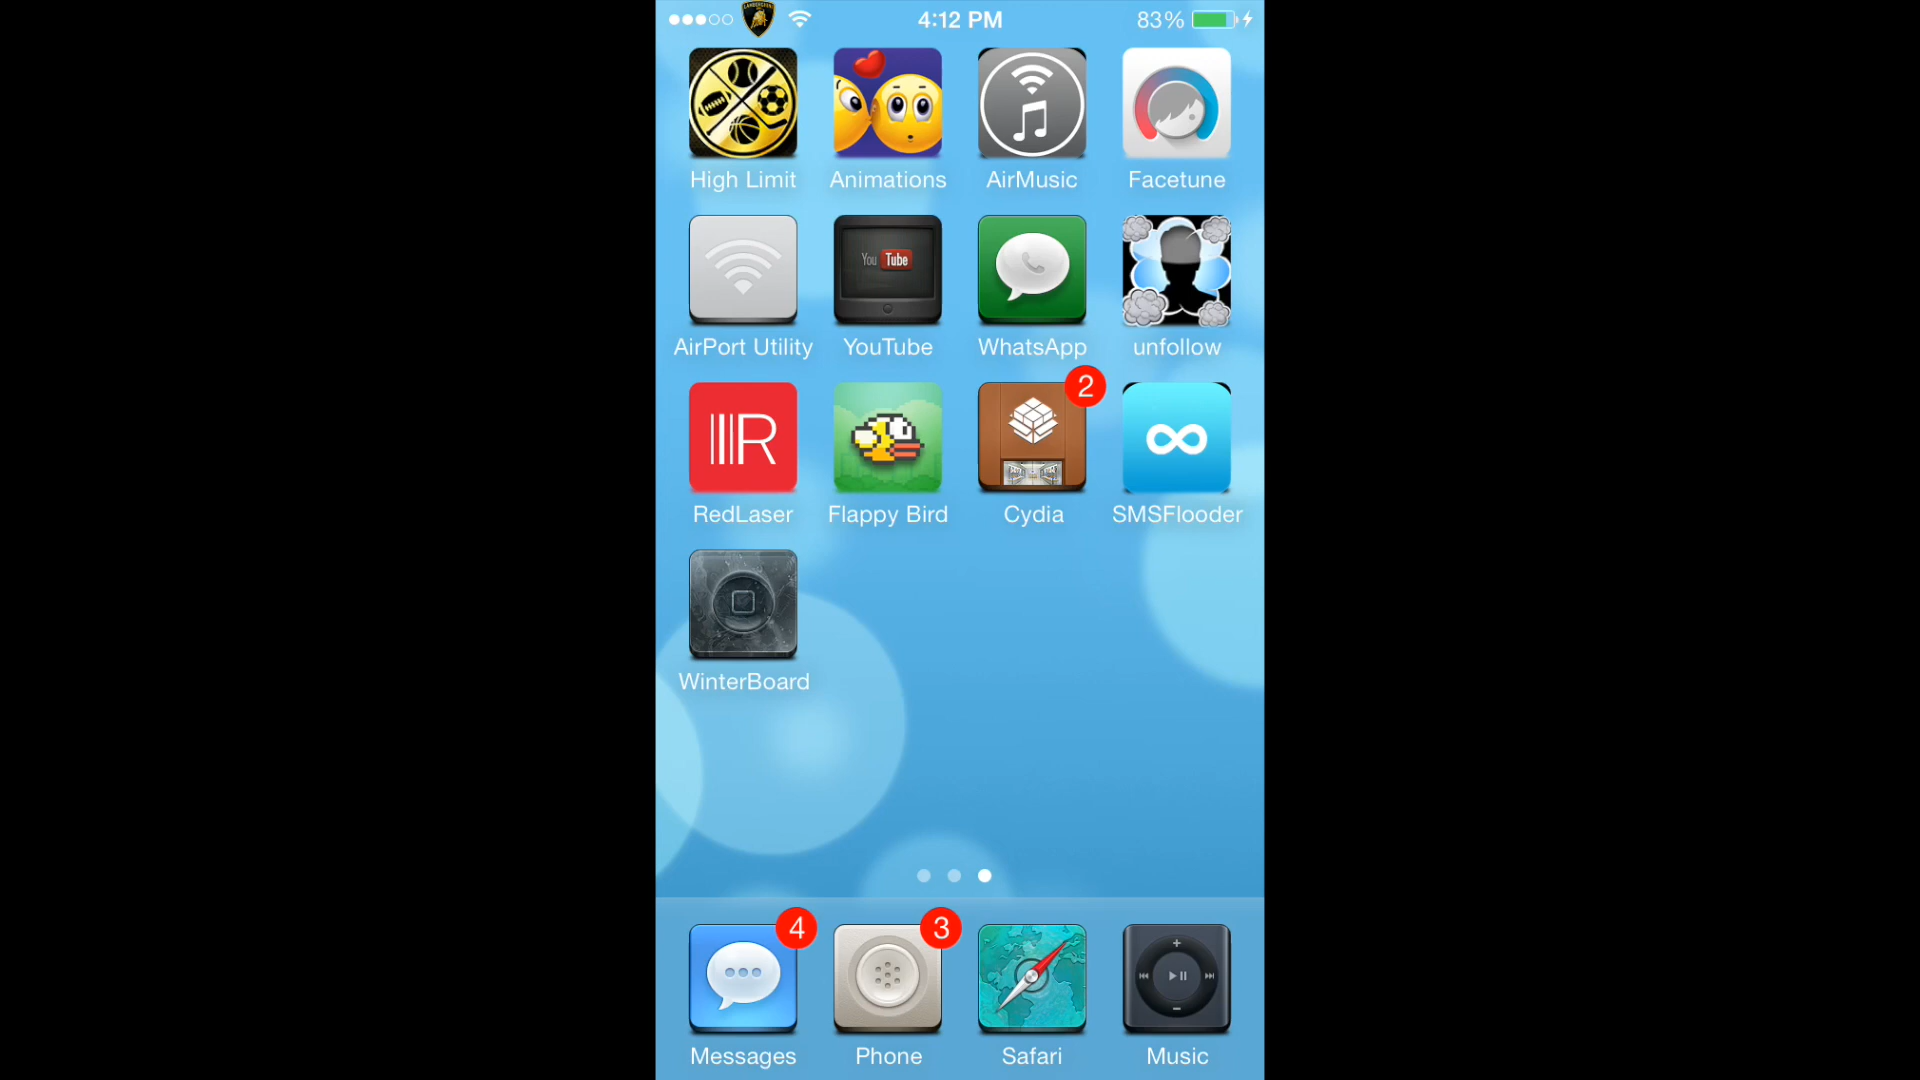 4:12 PM 83%
High Limit Animations AirMusic Facetune
You Tube
AirPort Utility YouTube WhatsApp unfollow
R 2
RedLaser Flappy Bird Cydia SMSFlooder
WinterBoard
4 3
Messages Phone Safari Music